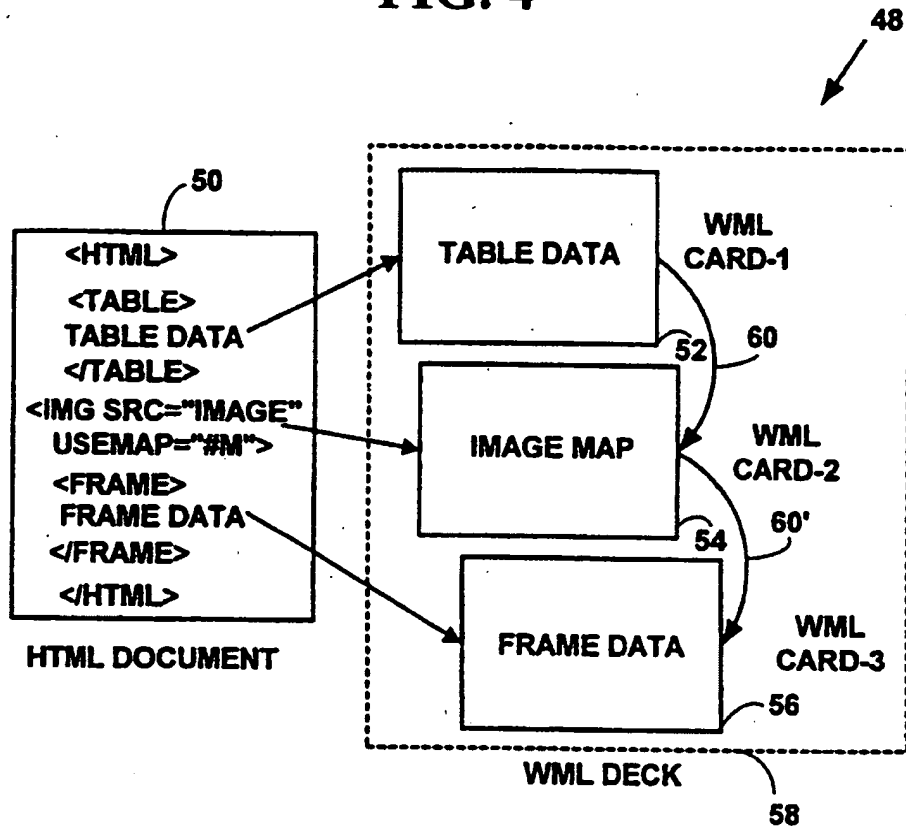 FIG. 4
48
50
<HTML>
<TABLE>
TABLE DATA
</TABLE>
<IMG SRC="IMAGE"
USEMAP="#M">
<FRAME>
FRAME DATA
</FRAME>
</HTML>
HTML DOCUMENT
TABLE DATA
WML
CARD-1
52
60
IMAGE MAP
WML
CARD-2
54
60'
FRAME DATA
WML
CARD-3
56
WML DECK
58